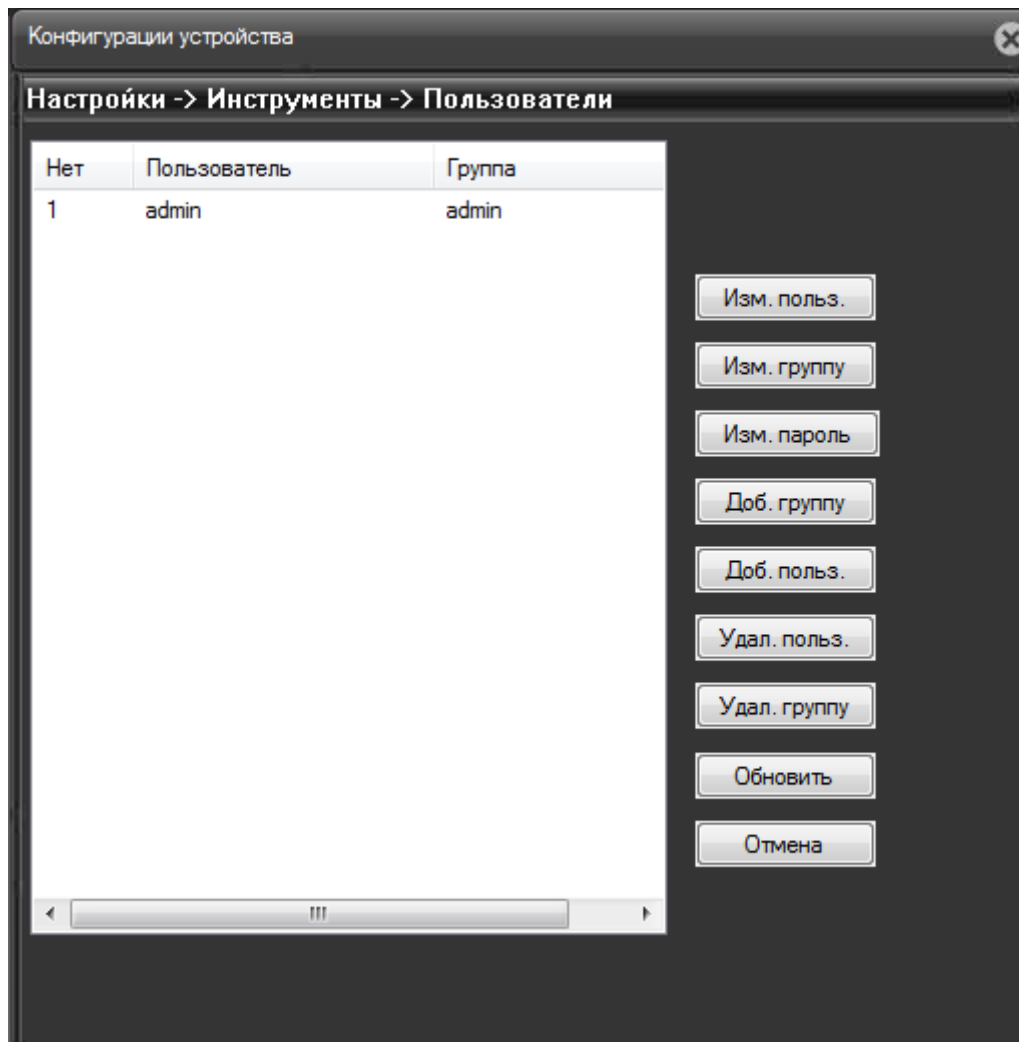 Конфигурации устройства
Настройки -> Инструменты -> Пользователи
Нет Пользователь Группа
1 admin admin
Изм. польз.
Изм. группу
Изм. пароль
Доб. группу
Доб. польз.
Удал. польз.
Удал. группу
Обновить
Отмена